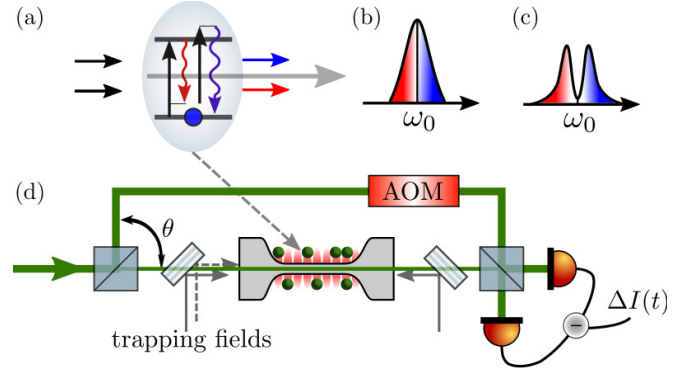 (a)
(b)
(c)
ω₀
ω₀
(d)
AOM
θ
trapping fields
−
ΔI(t)